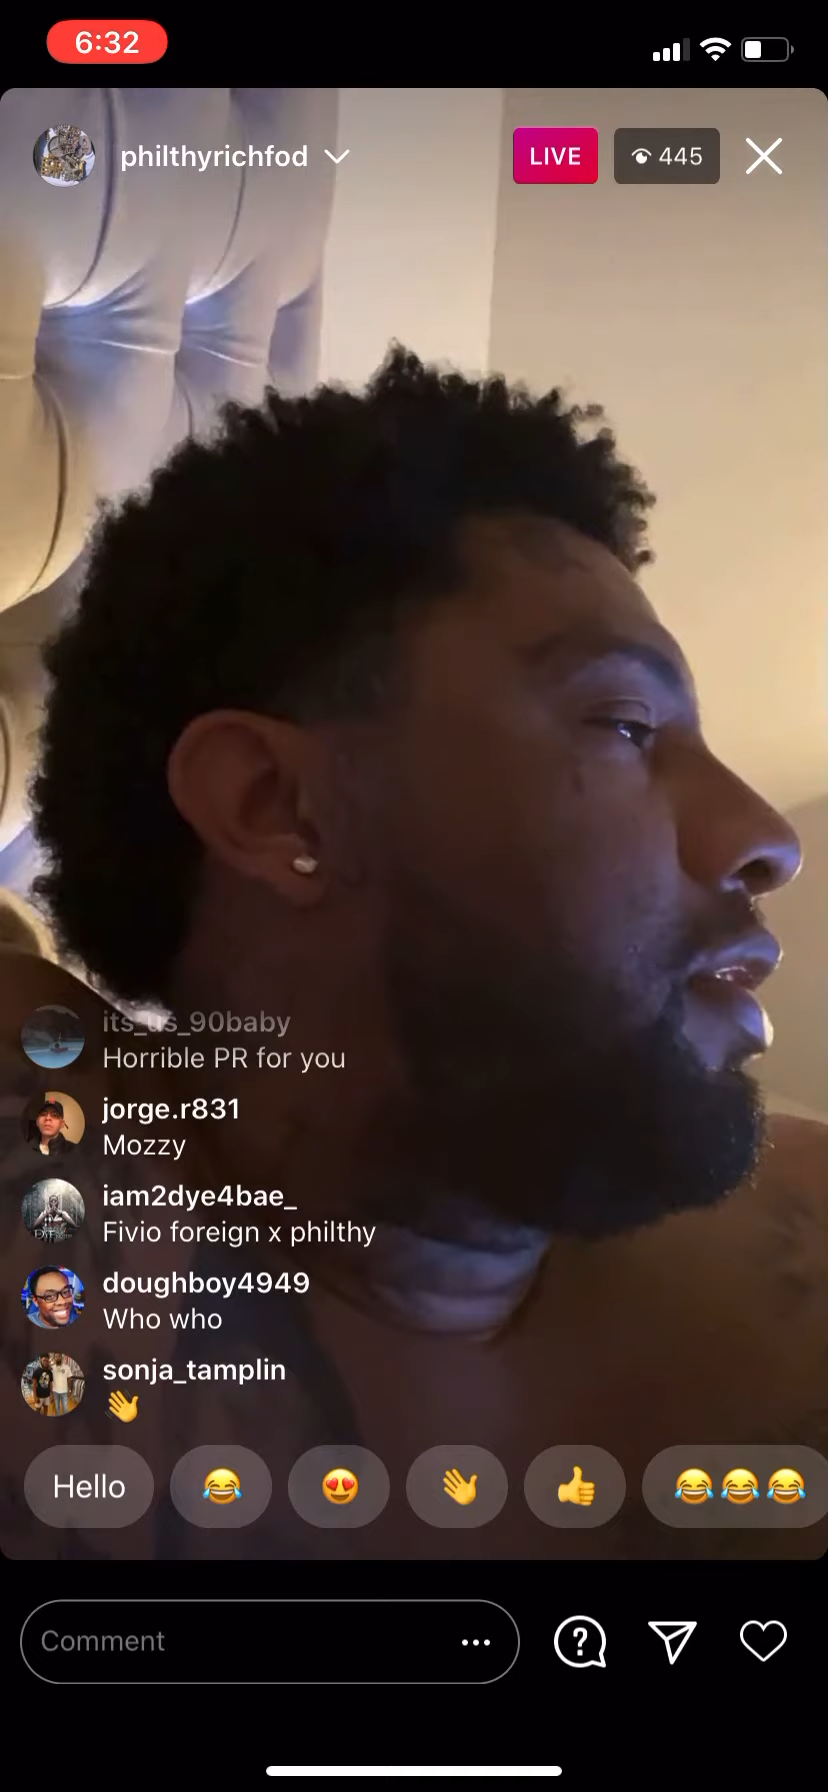 6:32
philthyrichfod
LIVE
445
its_us_90baby
Horrible PR for you
jorge.r831
Mozzy
iam2dye4bae_
Fivio foreign x philthy
doughboy4949
Who who
sonja_tamplin
👋
Hello 😂 😍 👋 👍 😂😂😂
Comment